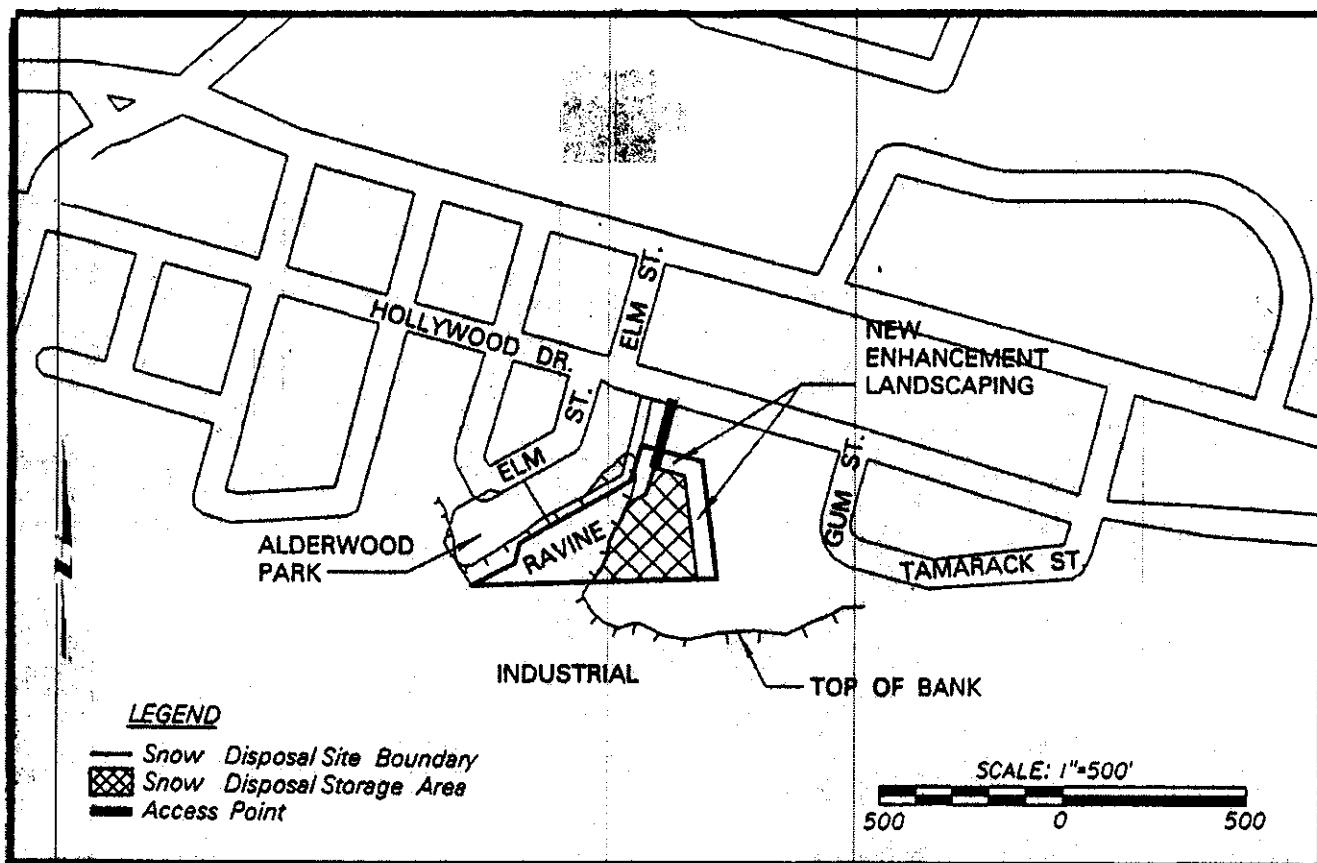 ELM ST.
HOLLYWOOD DR.
NEW
ENHANCEMENT
LANDSCAPING
ELM ST.
GUM ST.
ALDERWOOD
PARK
RAVINE
TAMARACK ST.
INDUSTRIAL
TOP OF BANK
LEGEND
Snow Disposal Site Boundary
Snow Disposal Storage Area
Access Point
SCALE: 1"=500'
500 0 500